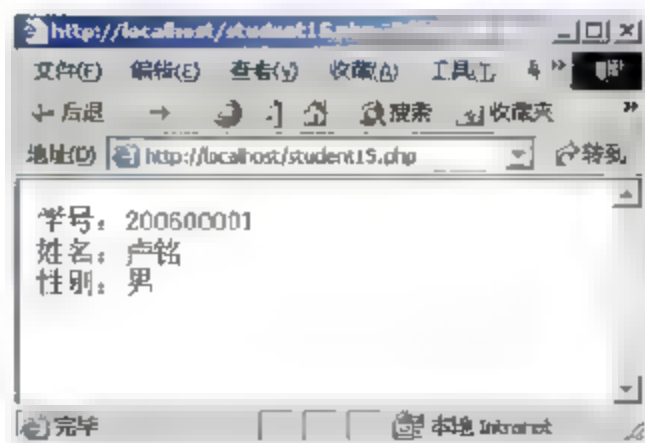 http://localhost/student15.php
文件(F) 编辑(E) 查看(V) 收藏(A) 工具(T)
后退 搜索 收藏夹
地址(D) http://localhost/student15.php 转到
学号：200600001
姓名：卢铭
性别：男
完毕 本地 Intranet